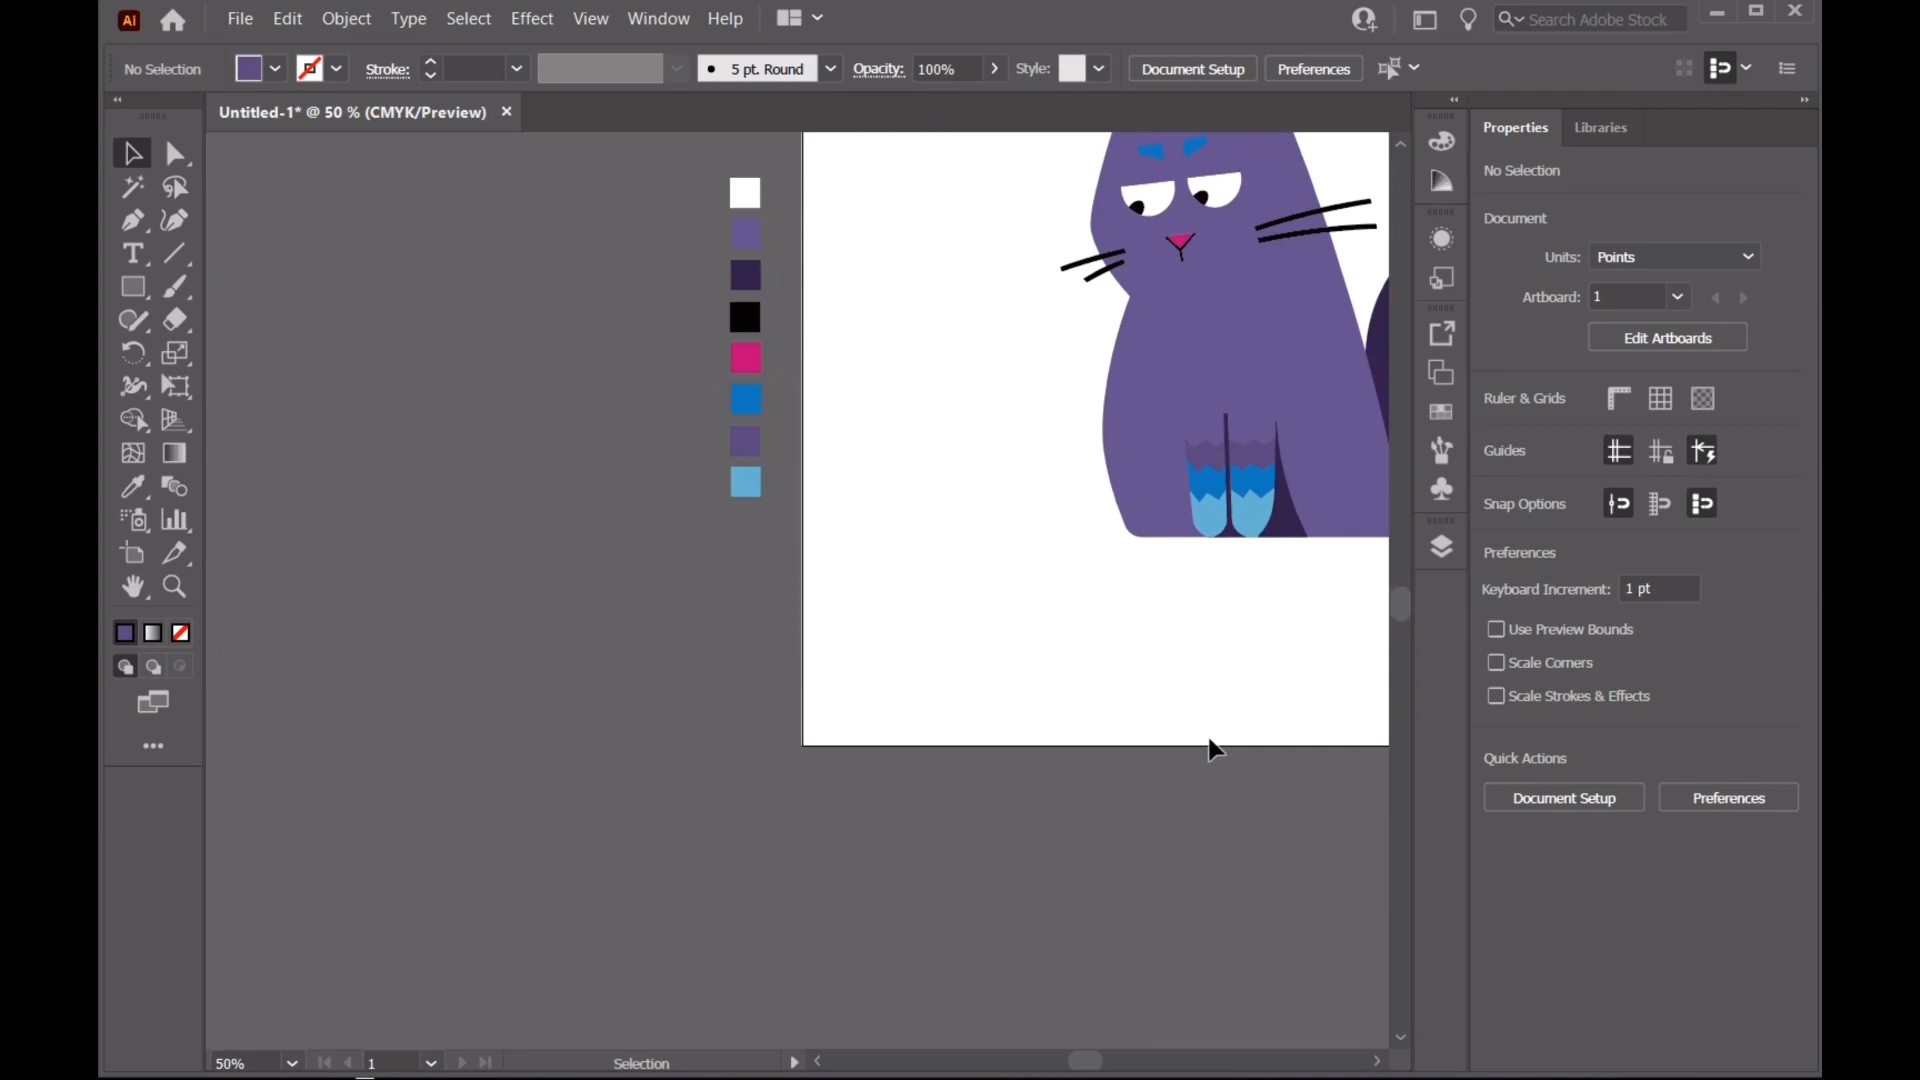 Ai File Edit Object Type Select Effect View Window Help Search Adobe Stock
No Selection Stroke: 5 pt. Round Opacity: 100% Style: Document Setup Preferences
Untitled-1* @ 50 % (CMYK/Preview)
Properties Libraries
No Selection
Document
Units: Points
Artboard: 1
Edit Artboards
Ruler & Grids
Guides
Snap Options
Preferences
Keyboard Increment: 1 pt
Use Preview Bounds
Scale Corners
Scale Strokes & Effects
Quick Actions
Document Setup Preferences
50% 1 Selection